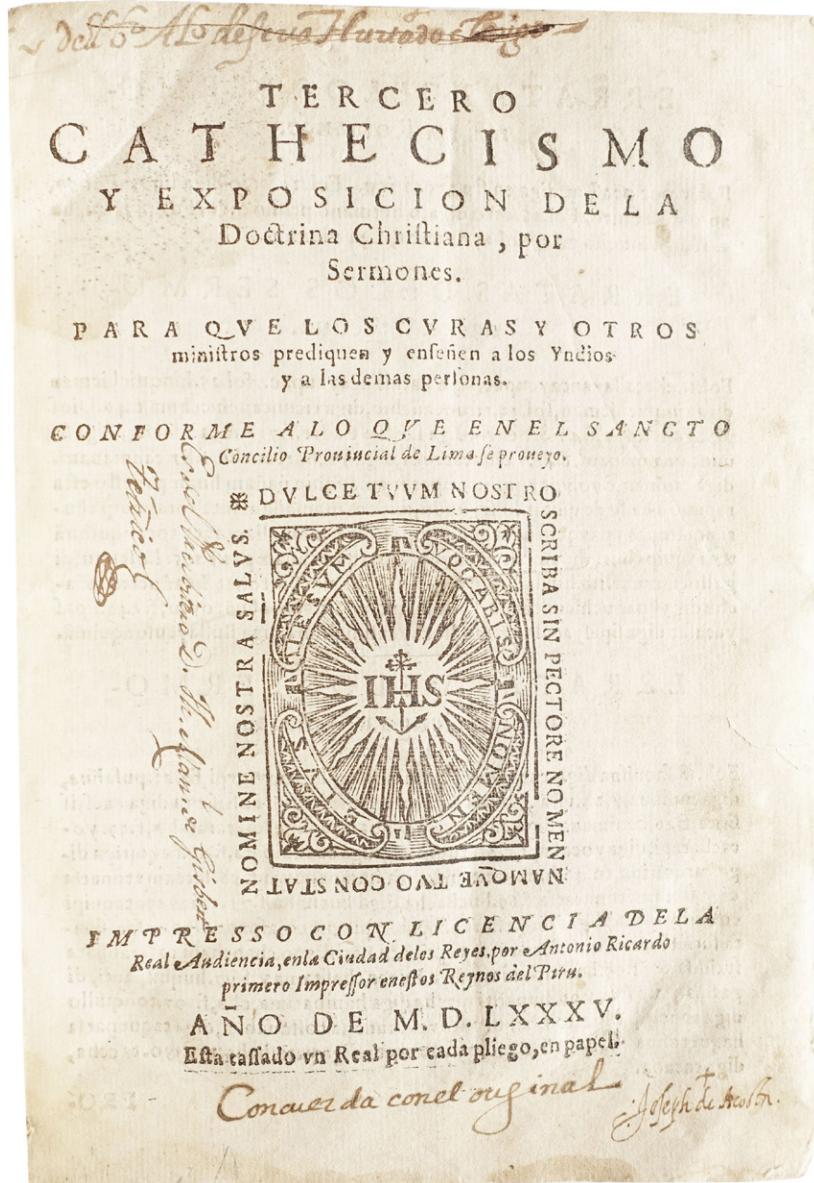 TERCERO
CATHECISMO
Y EXPOSICION DE LA
Doctrina Christiana, por
Sermones.
PARA QVE LOS CVRAS Y OTROS
ministros prediquen y enseñen a los Yndios
y a las demas personas.
CONFORME A LO QVE EN EL SANCTO
Concilio Prouincial de Lima se proueyo.
DVLCE TVVM NOSTRO
SCRIBA SIN PECTORE NOMEN
NAMQVE TVO CONSTAT
NOMINE NOSTRA SALVS.
VOCABIS
NOMEN
EIVS
IESVM
IHS
IMPRESSO CON LICENCIA DE LA
Real Audiencia, en la Ciudad de los Reyes, por Antonio Ricardo
primero Impressor en estos Reynos del Piru.
AÑO DE M. D. LXXXV.
Esta tassado vn Real por cada pliego, en papel.
Concuerda con el original
Joseph de Acosta.